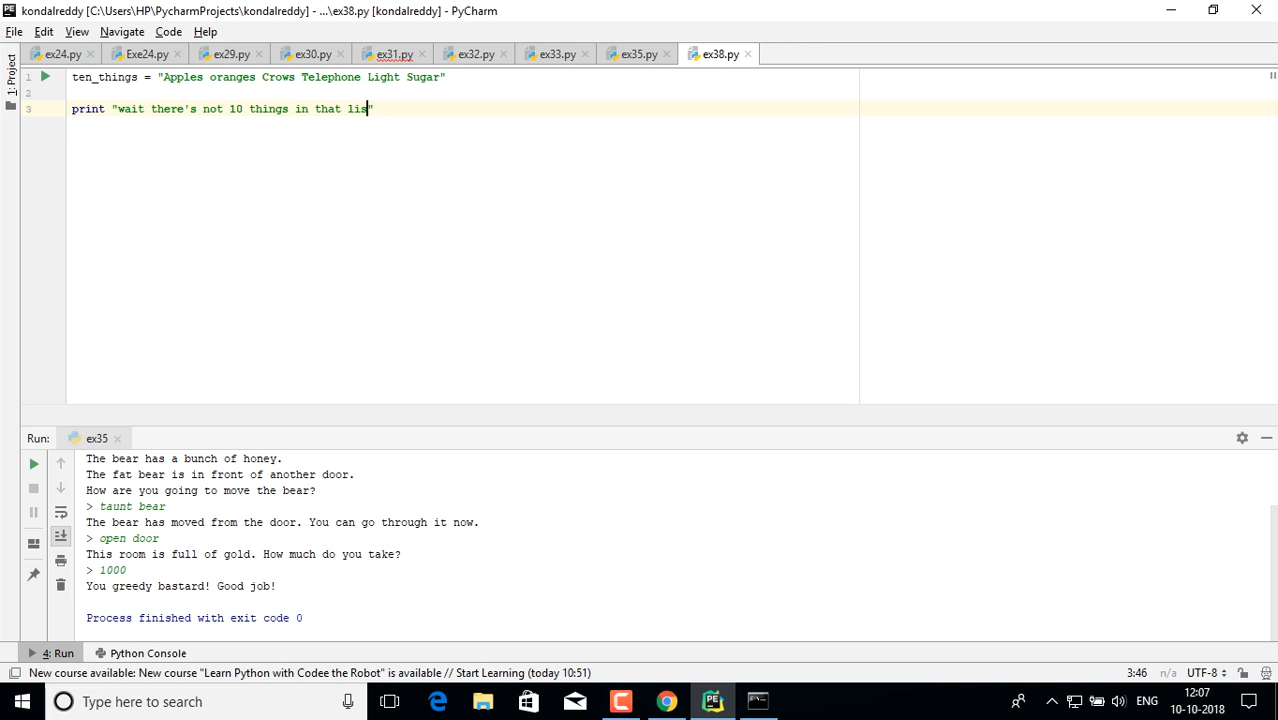 kondalreddy [C:\Users\HP\PycharmProjects\kondalreddy] - ...\ex38.py [kondalreddy] - PyCharm
File Edit View Navigate Code Help
ex24.py Exe24.py ex29.py ex30.py ex31.py ex32.py ex33.py ex35.py ex38.py
1: Project
1 ten_things = "Apples oranges Crows Telephone Light Sugar"
2
3 print "wait there's not 10 things in that lis"
Run: ex35
The bear has a bunch of honey.
The fat bear is in front of another door.
How are you going to move the bear?
> taunt bear
The bear has moved from the door. You can go through it now.
> open door
This room is full of gold. How much do you take?
> 1000
You greedy bastard! Good job!
Process finished with exit code 0
4: Run Python Console
New course available: New course "Learn Python with Codee the Robot" is available // Start Learning (today 10:51) 3:46 n/a UTF-8
Type here to search
ENG
12:07
10-10-2018